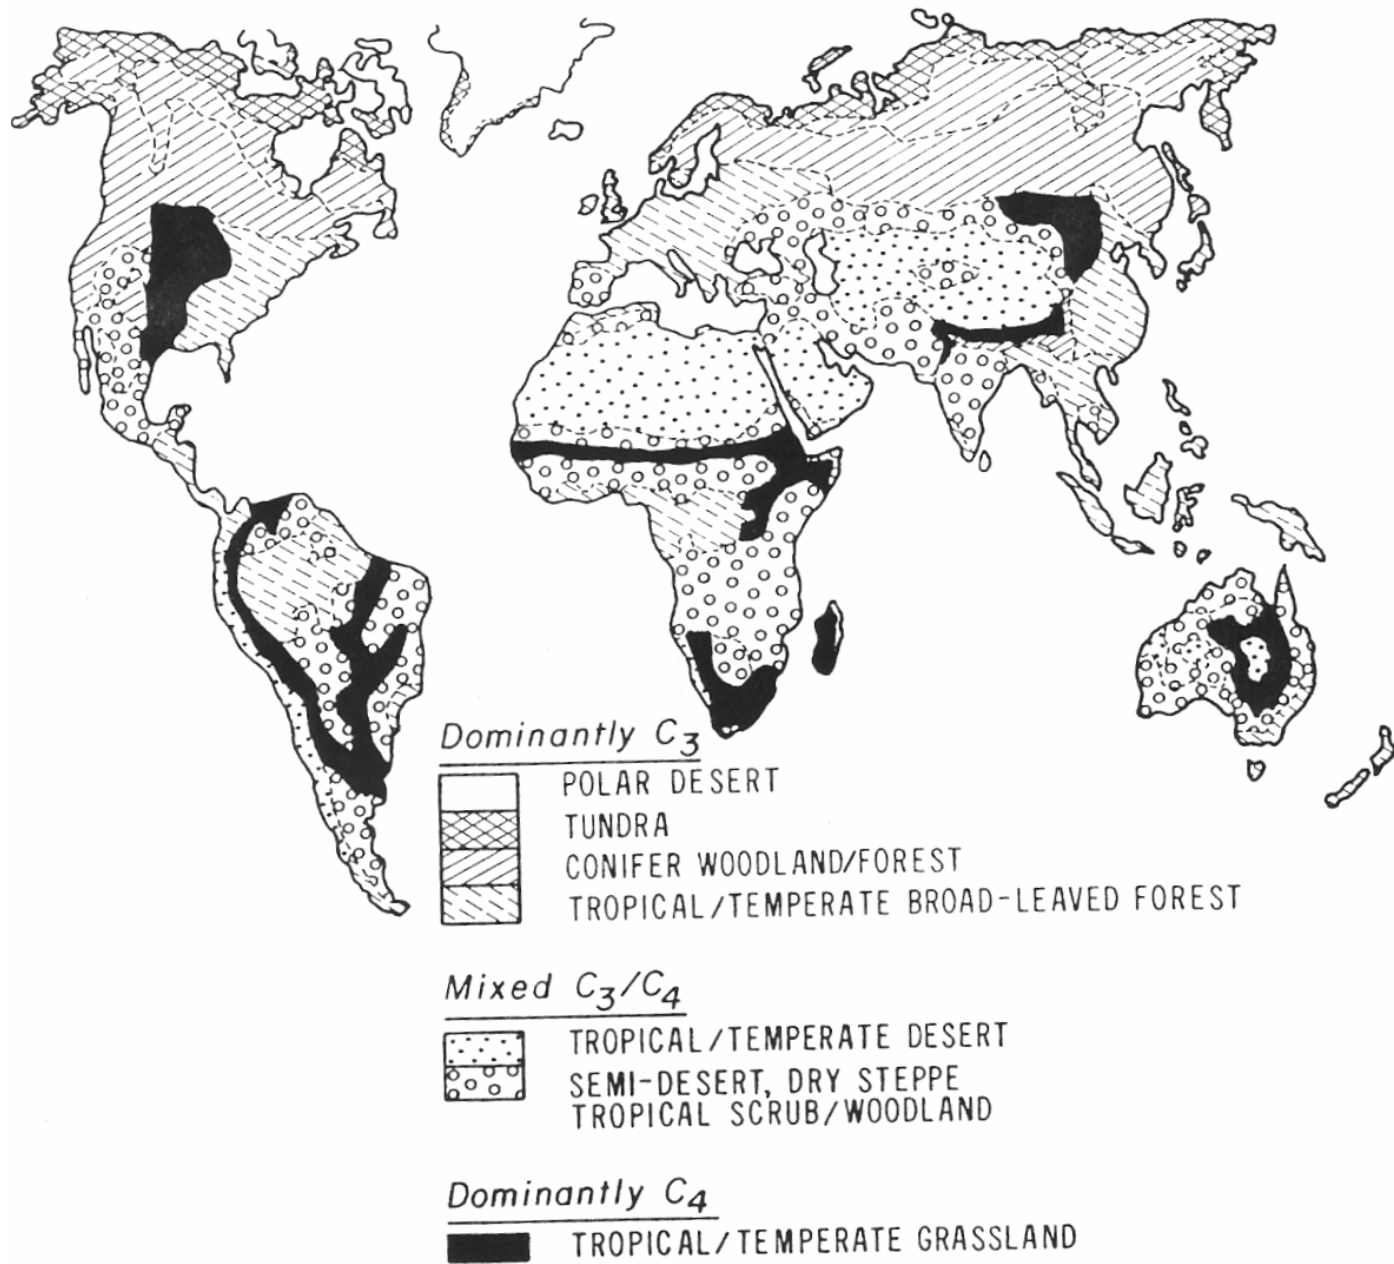 Dominantly C3
POLAR DESERT
TUNDRA
CONIFER WOODLAND/FOREST
TROPICAL/TEMPERATE BROAD-LEAVED FOREST
Mixed C3/C4
TROPICAL/TEMPERATE DESERT
SEMI-DESERT, DRY STEPPE
TROPICAL SCRUB/WOODLAND
Dominantly C4
TROPICAL/TEMPERATE GRASSLAND